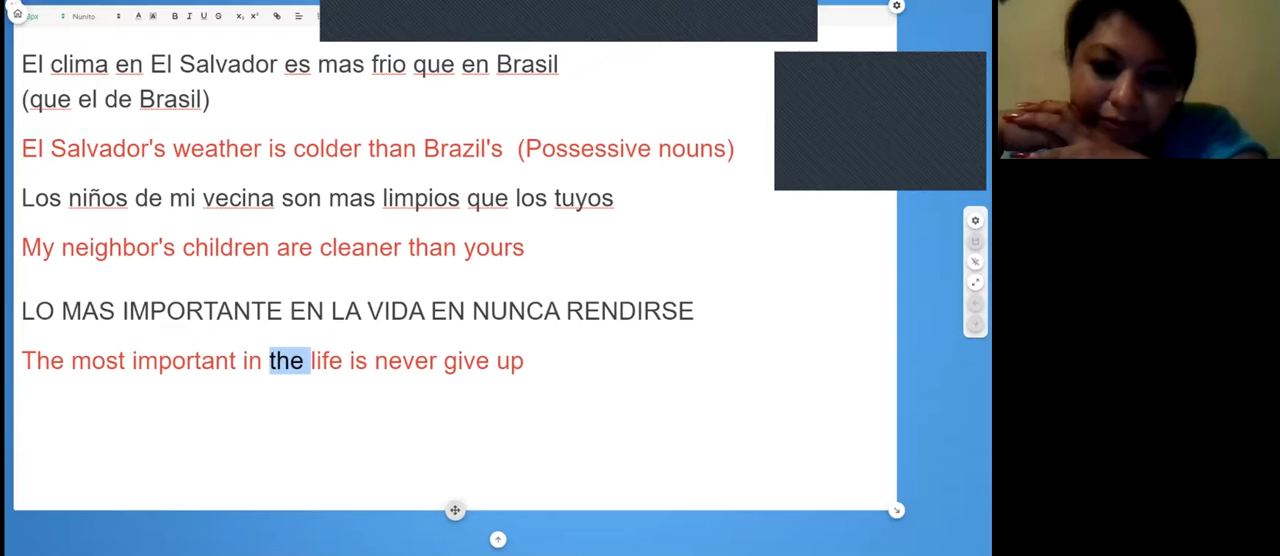 Nunito B I U S X₂ X²
El clima en El Salvador es mas frio que en Brasil
(que el de Brasil)
El Salvador's weather is colder than Brazil's (Possessive nouns)
Los niños de mi vecina son mas limpios que los tuyos
My neighbor's children are cleaner than yours
LO MAS IMPORTANTE EN LA VIDA EN NUNCA RENDIRSE
The most important in the life is never give up